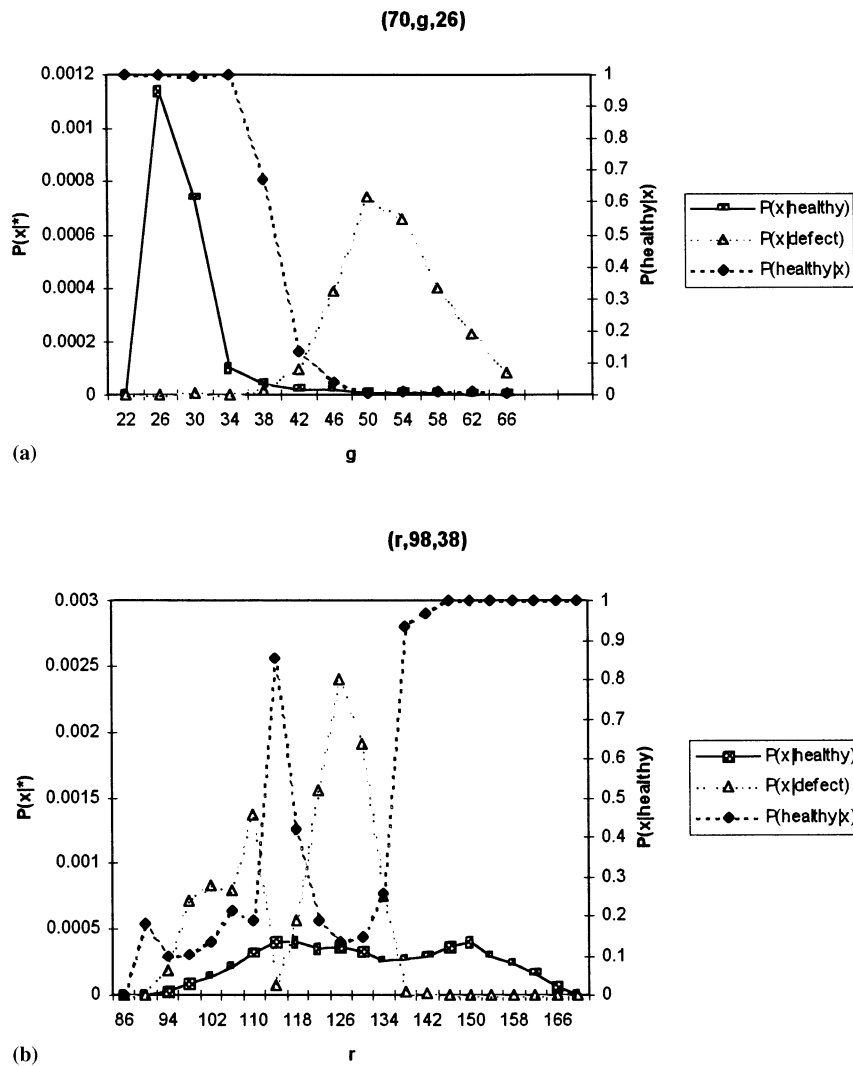 (70,g,26)
0.0012
0.001
0.0008
0.0006
0.0004
0.0002
0
P(x|*)
1
0.9
0.8
0.7
0.6
0.5
0.4
0.3
0.2
0.1
0
P(healthy|x)
22 26 30 34 38 42 46 50 54 58 62 66
g
P(x|healthy)
P(x|defect)
P(healthy|x)
(a)
(r,98,38)
0.003
0.0025
0.002
0.0015
0.001
0.0005
0
P(x|*)
1
0.9
0.8
0.7
0.6
0.5
0.4
0.3
0.2
0.1
0
P(x|healthy)
86 94 102 110 118 126 134 142 150 158 166
r
P(x|healthy)
P(x|defect)
P(healthy|x)
(b)